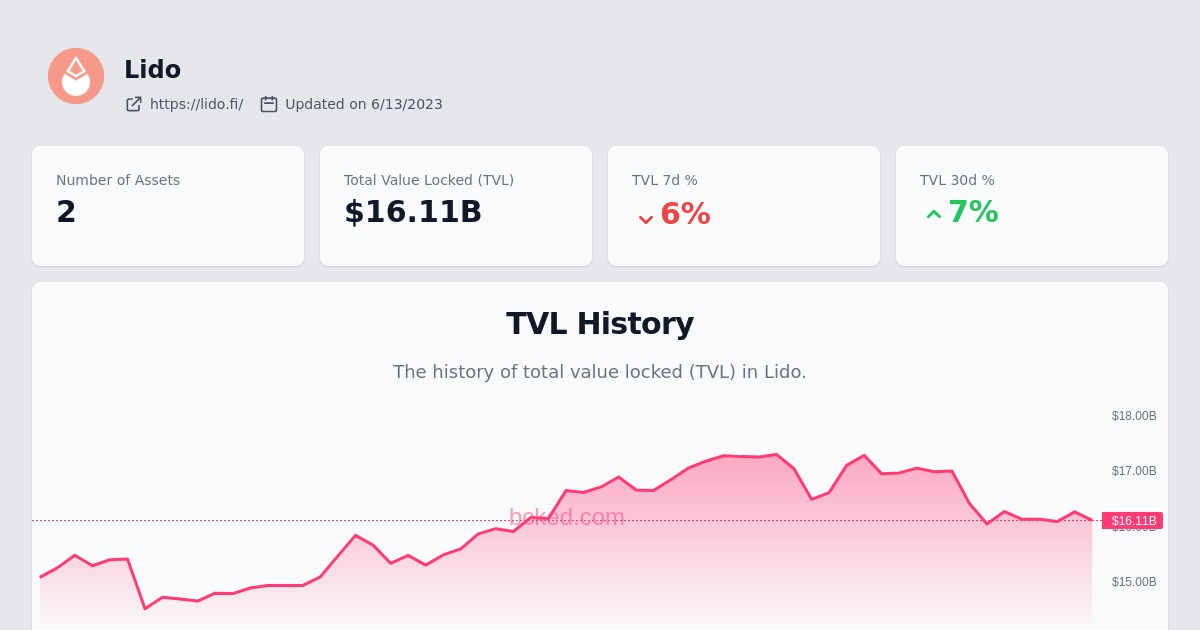 Lido
https://lido.fi/ Updated on 6/13/2023
Number of Assets
2
Total Value Locked (TVL)
$16.11B
TVL 7d %
6%
TVL 30d %
7%
TVL History
The history of total value locked (TVL) in Lido.
$18.00B
$17.00B
$16.11B
$16.00B
$15.00B